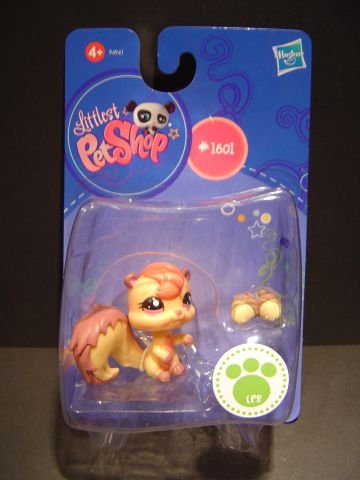 4+
Hasbro
Littlest
PetShop
#1601
LPS